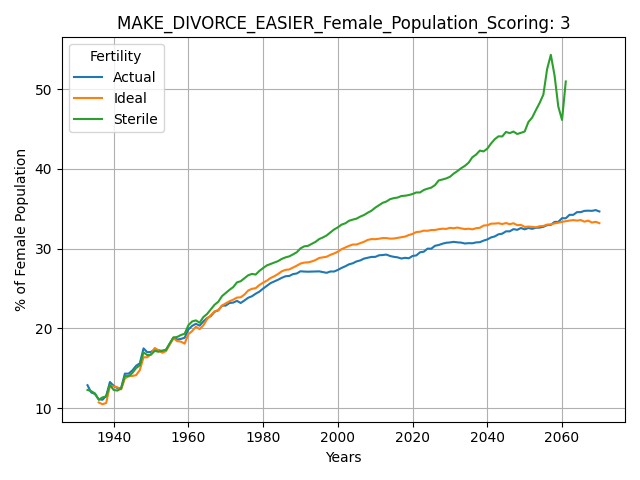 MAKE_DIVORCE_EASIER_Female_Population_Scoring: 3
% of Female Population
Fertility
Actual
Ideal
Sterile
50
40
30
20
10
1940 1960 1980 2000 2020 2040 2060
Years